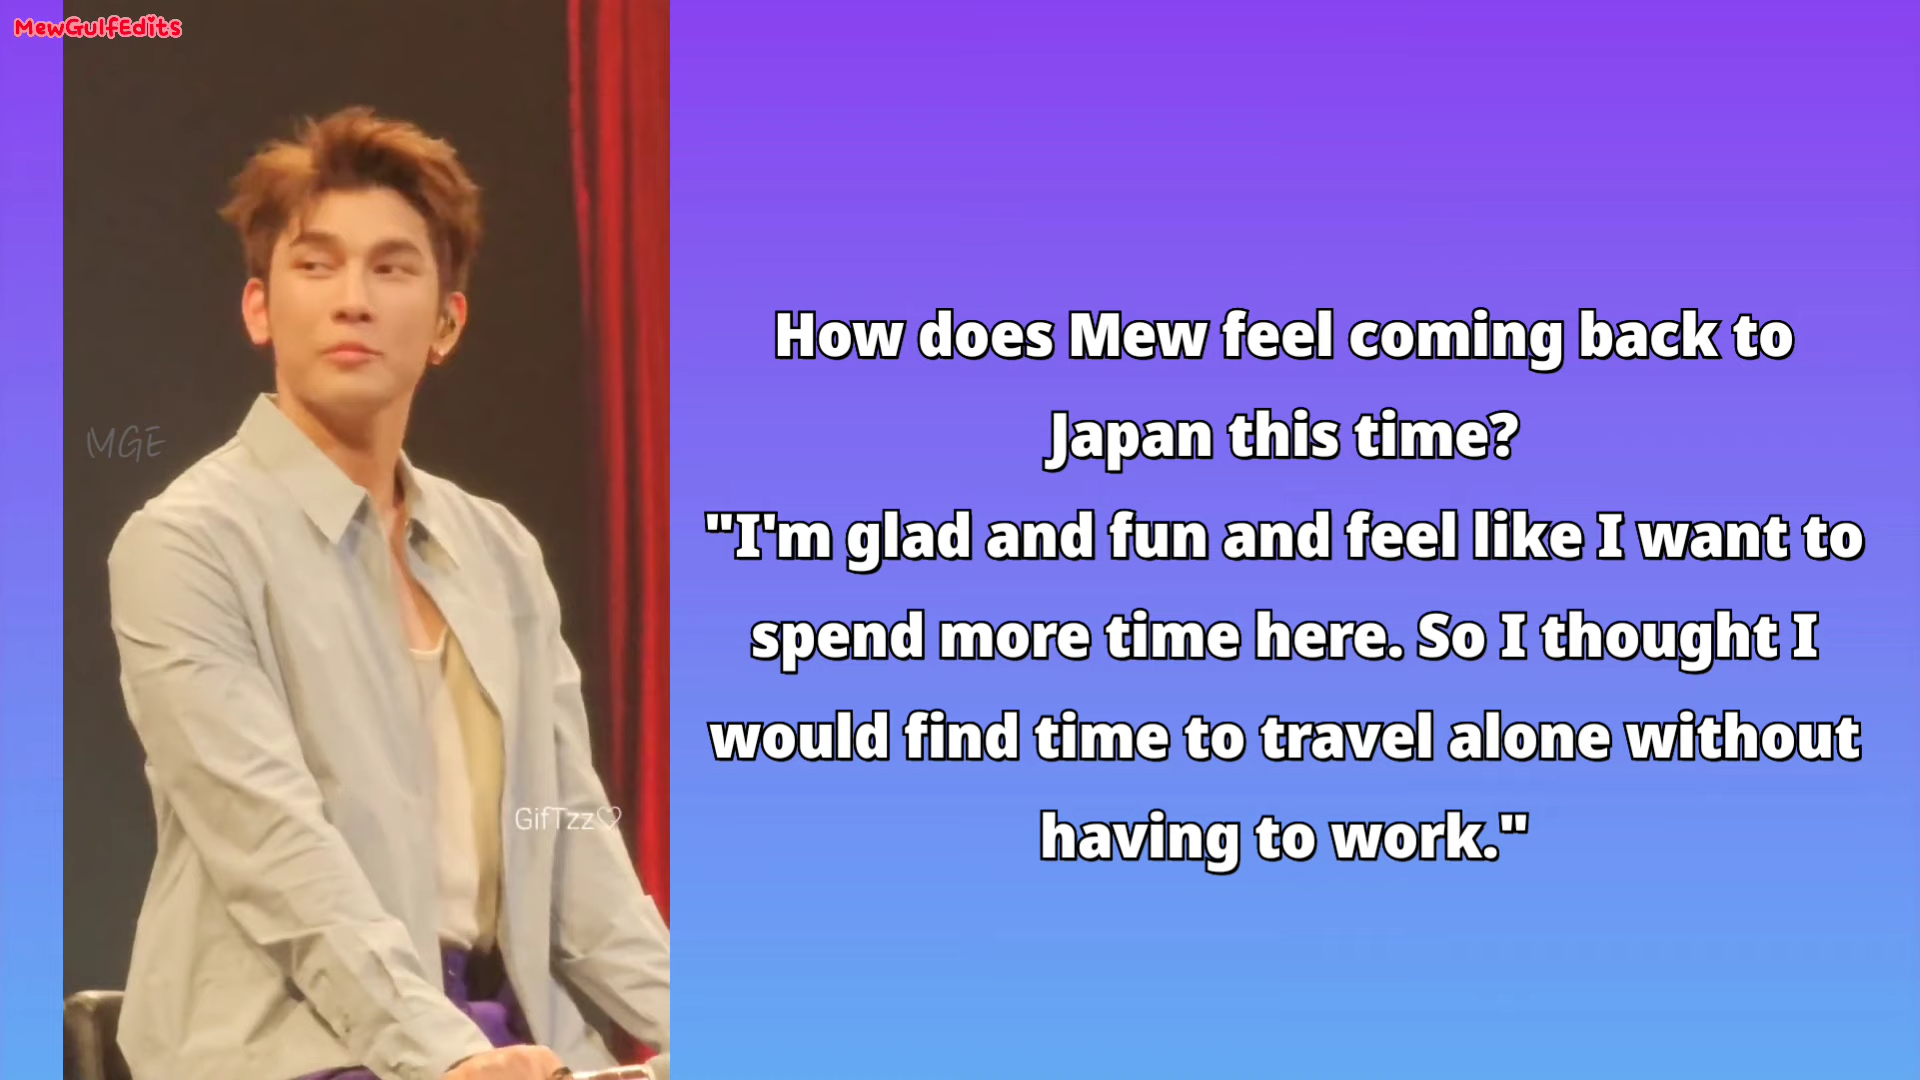 MewGulfEdits
How does Mew feel coming back to
Japan this time?
"I'm glad and fun and feel like I want to
spend more time here. So I thought I
would find time to travel alone without
having to work."
MGE
GifTzz♡